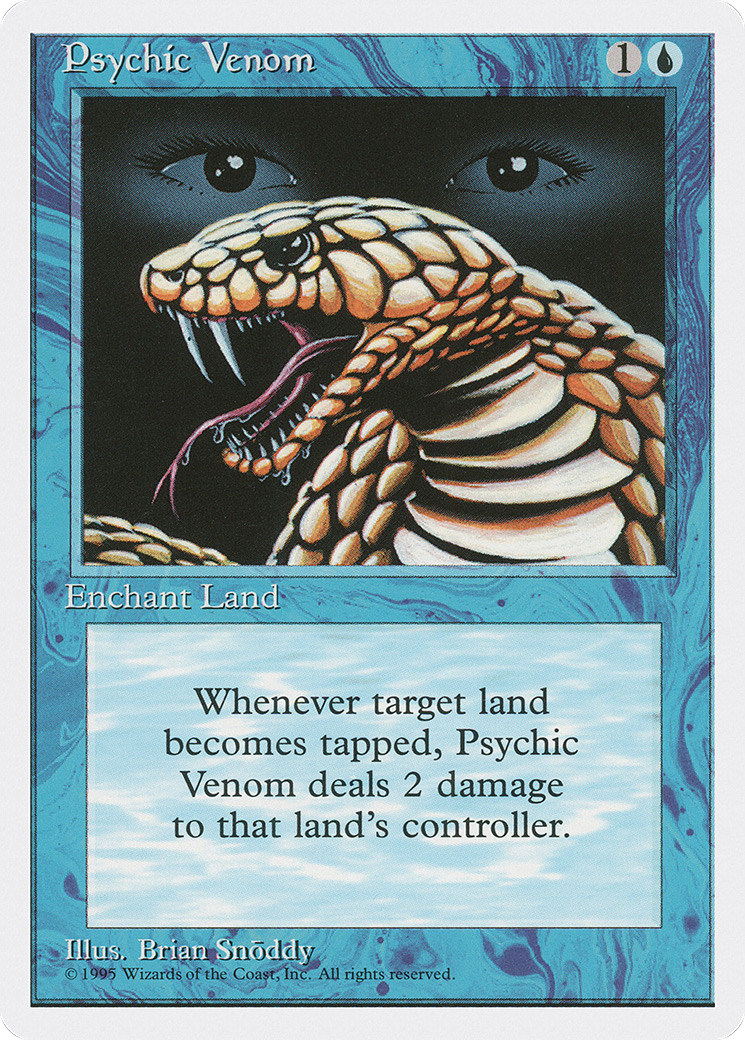 Psychic Venom 1
Enchant Land
Whenever target land
becomes tapped, Psychic
Venom deals 2 damage
to that land's controller.
Illus. Brian Snōddy
© 1995 Wizards of the Coast, Inc. All rights reserved.